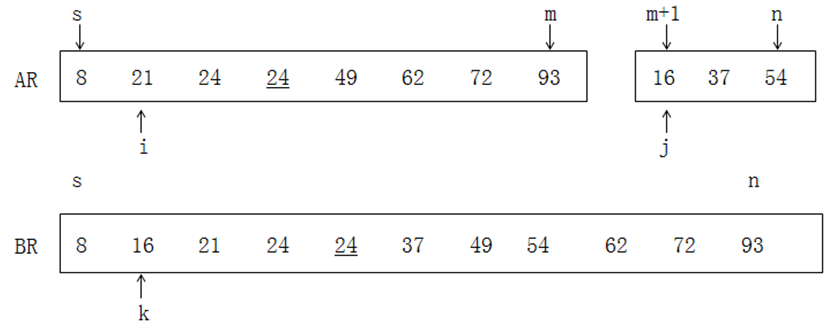 s m m+1 n
AR 8 21 24 24 49 62 72 93 16 37 54
i j
s n
BR 8 16 21 24 24 37 49 54 62 72 93
k